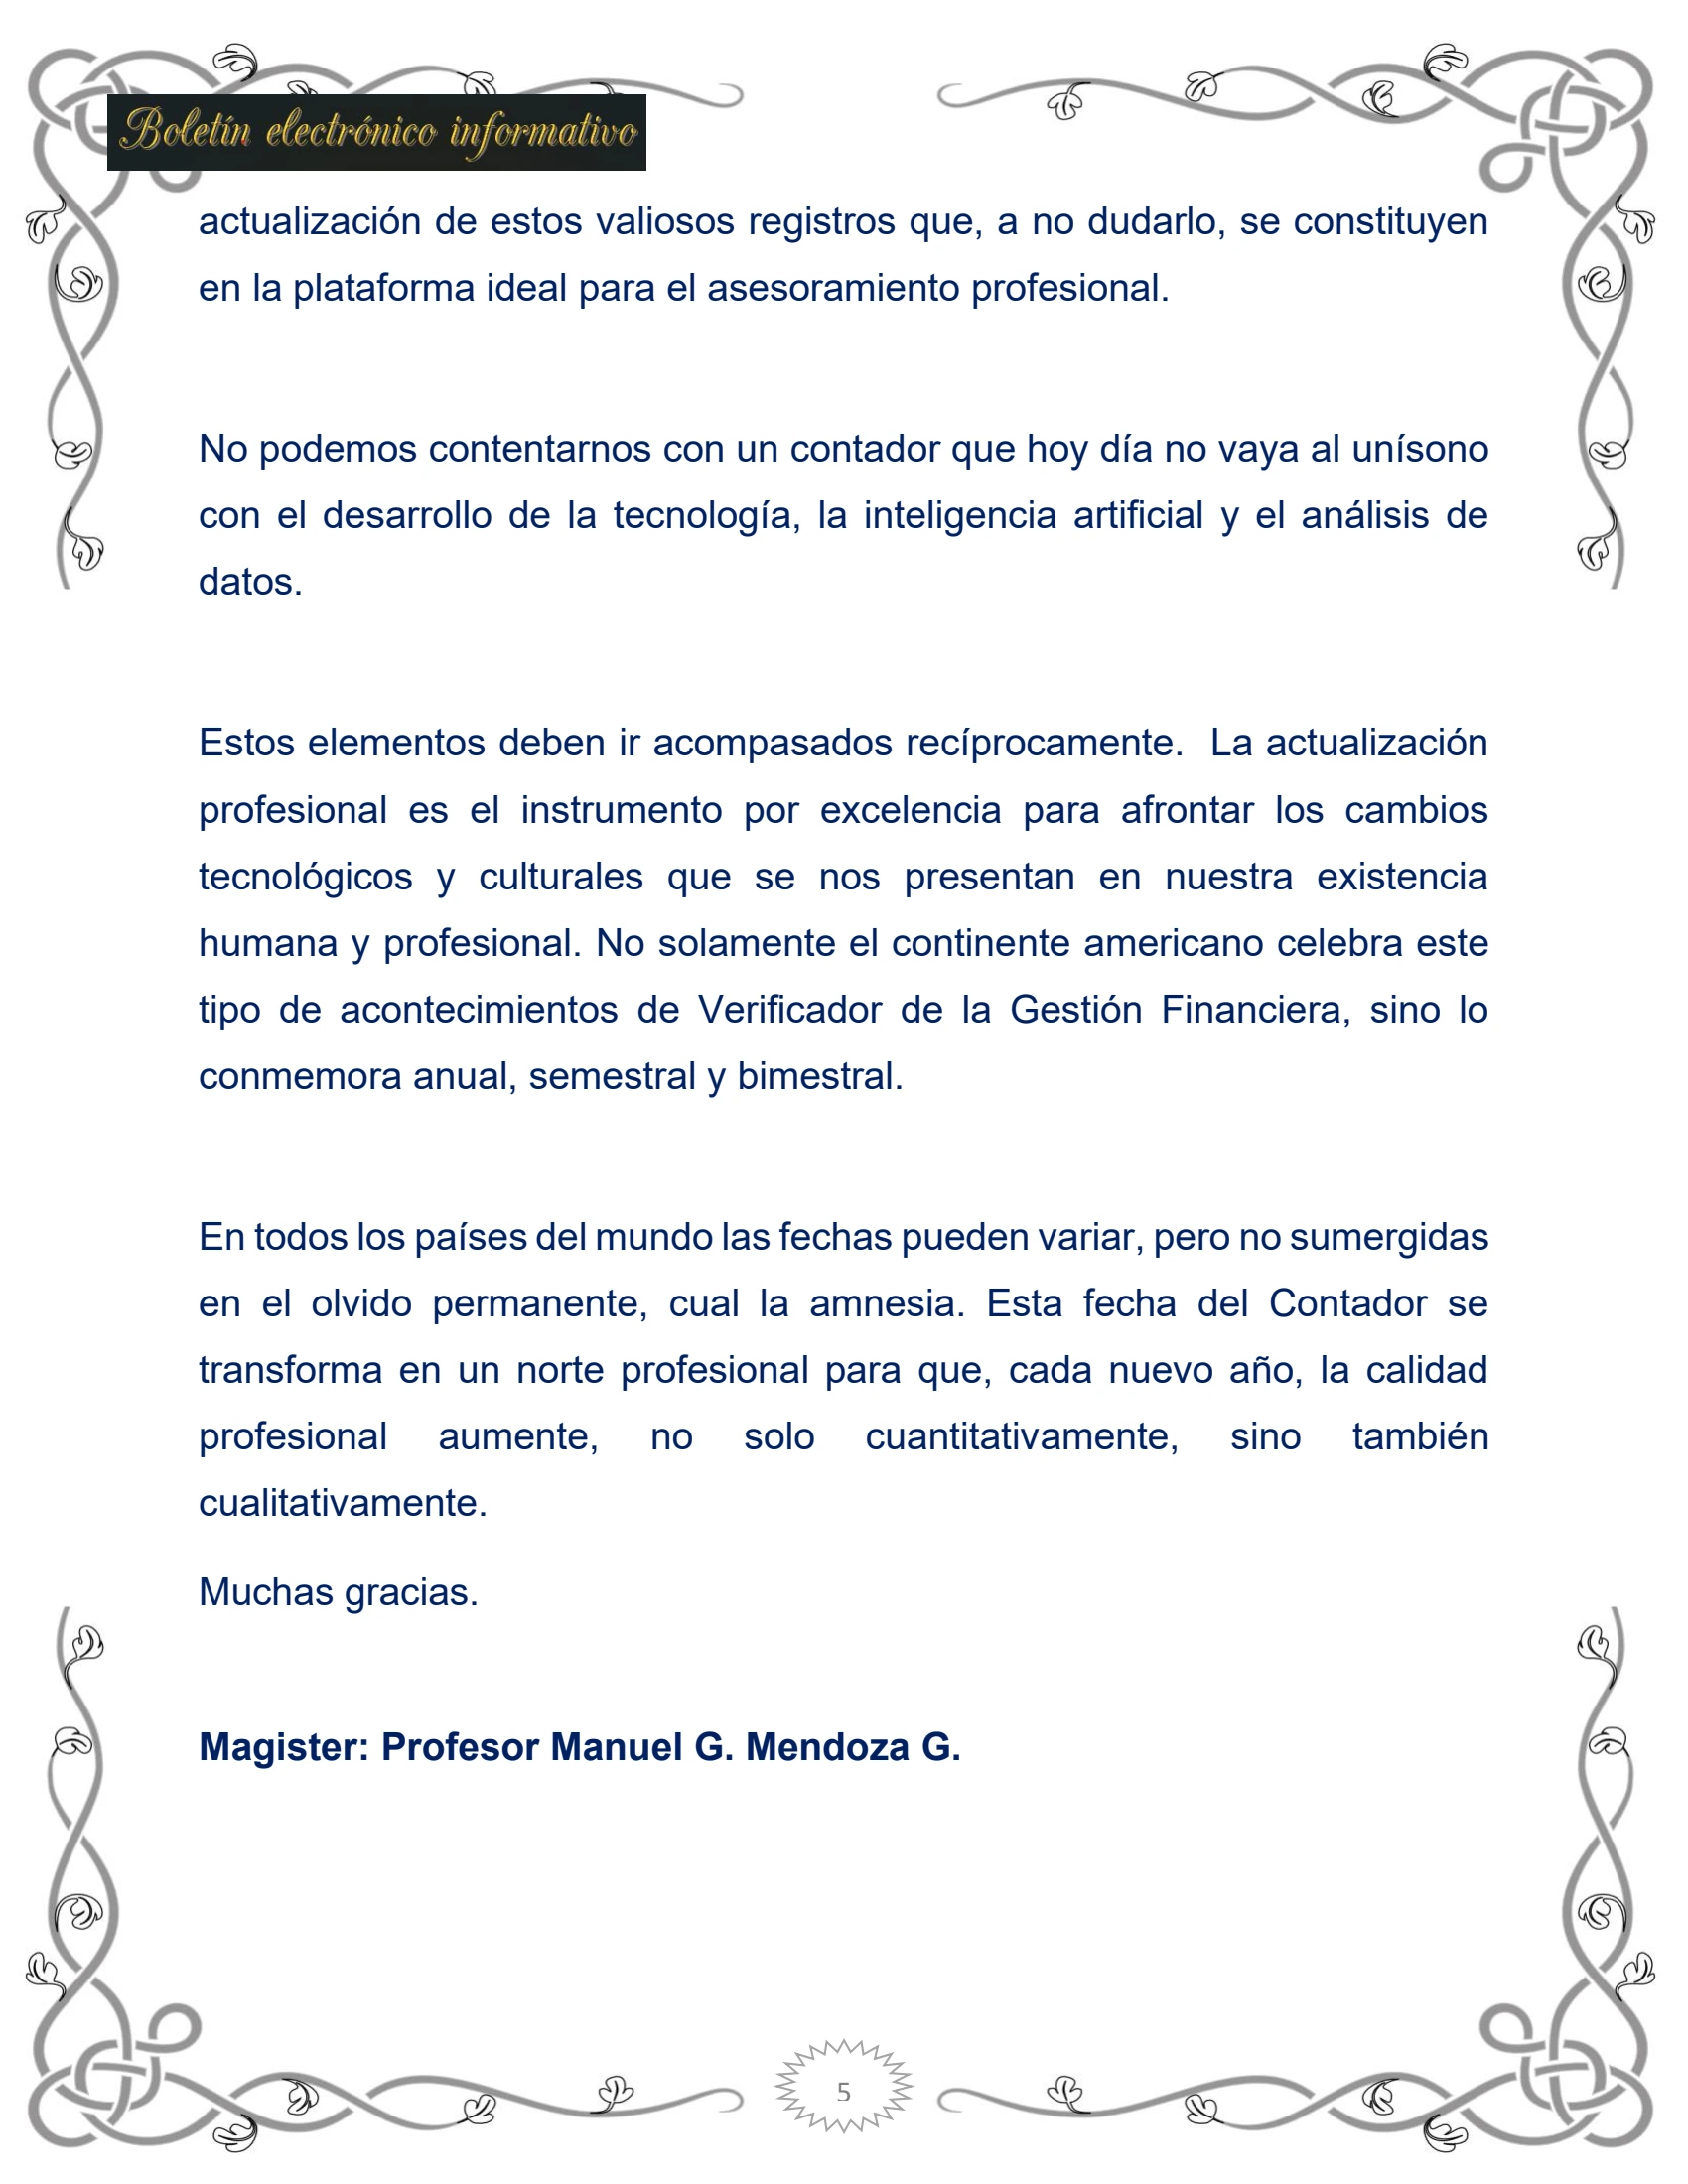 Boletín electrónico informativo
actualización de estos valiosos registros que, a no dudarlo, se constituyen
en la plataforma ideal para el asesoramiento profesional.
No podemos contentarnos con un contador que hoy día no vaya al unísono
con el desarrollo de la tecnología, la inteligencia artificial y el análisis de
datos.
Estos elementos deben ir acompasados recíprocamente.  La actualización
profesional es el instrumento por excelencia para afrontar los cambios
tecnológicos y culturales que se nos presentan en nuestra existencia
humana y profesional. No solamente el continente americano celebra este
tipo de acontecimientos de Verificador de la Gestión Financiera, sino lo
conmemora anual, semestral y bimestral.
En todos los países del mundo las fechas pueden variar, pero no sumergidas
en el olvido permanente, cual la amnesia. Esta fecha del Contador se
transforma en un norte profesional para que, cada nuevo año, la calidad
profesional aumente, no solo cuantitativamente, sino también
cualitativamente.
Muchas gracias.
Magister: Profesor Manuel G. Mendoza G.
5